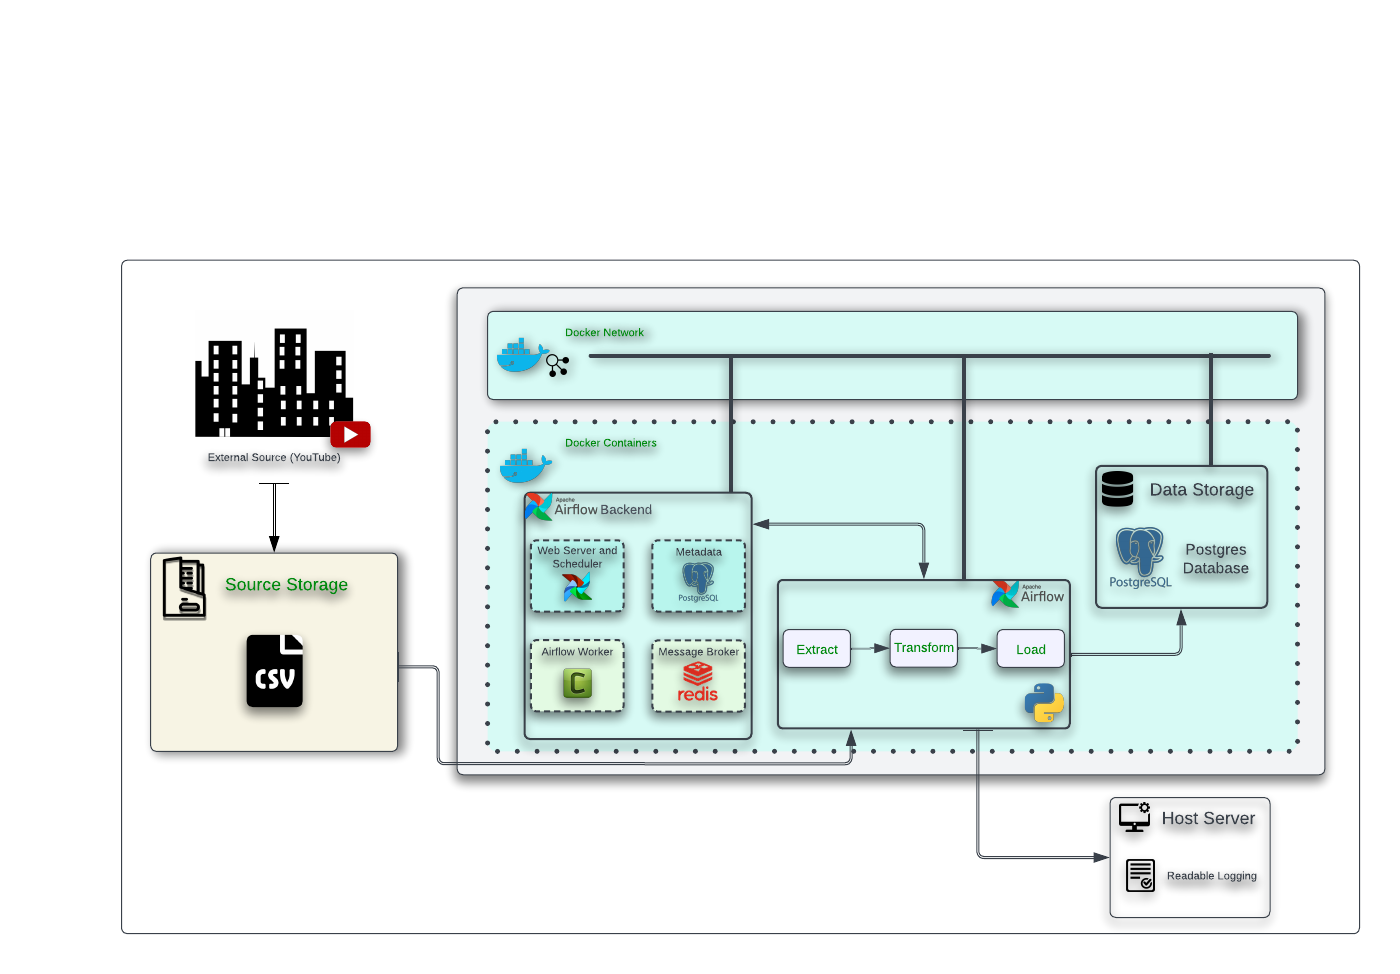 Docker Network
External Source (YouTube)
Docker Containers
Apache
Airflow Backend
Web Server and
Scheduler
Metadata
PostgreSQL
Airflow Worker
C
Message Broker
redis
Data Storage
PostgreSQL
Postgres
Database
Apache
Airflow
Extract
Transform
Load
Source Storage
CSV
Host Server
Readable Logging